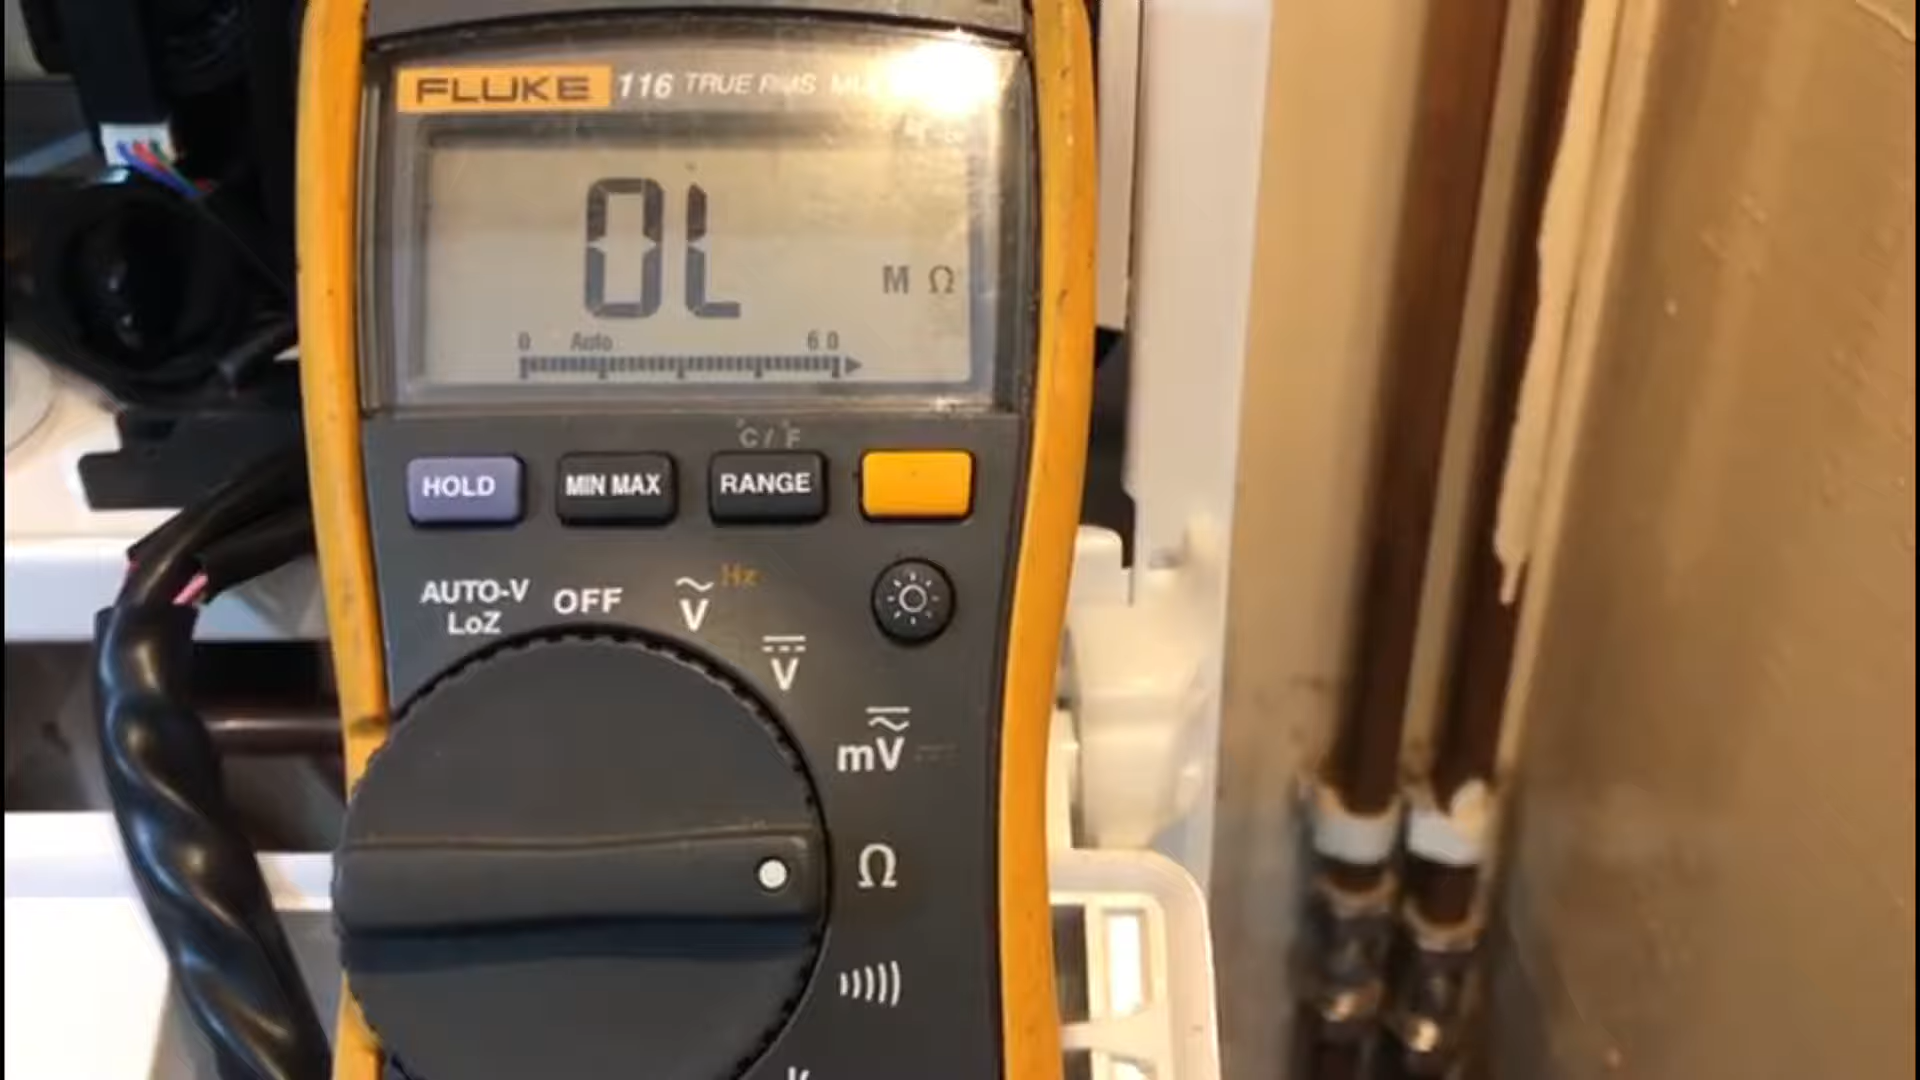 FLUKE 116 TRUE RMS
OL
M Ω
0 Auto 6 0
°C / °F
HOLD MIN MAX RANGE
AUTO-V
LoZ
OFF
V
Hz
V
mV
Ω